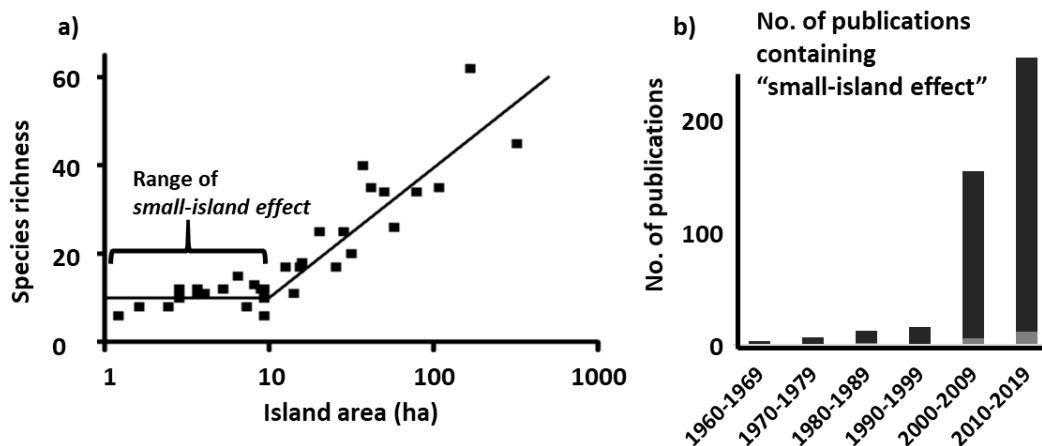 a)
Species richness
60
40
20
0
Range of
small-island effect
1
10
100
1000
Island area (ha)
b)
No. of publications
containing
“small-island effect”
No. of publications
200
100
0
1960-1969
1970-1979
1980-1989
1990-1999
2000-2009
2010-2019